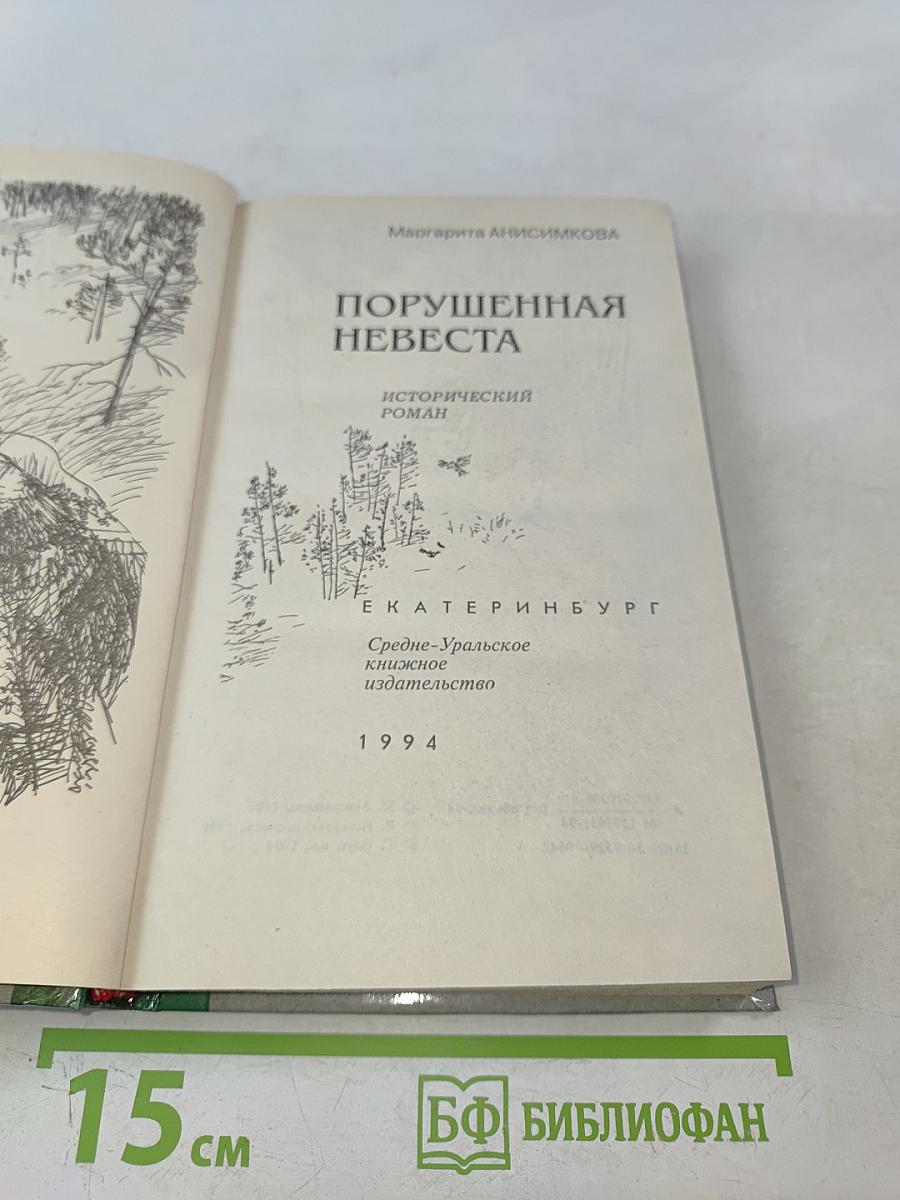 Маргарита АНИСИМКОВА
ПОРУШЕННАЯ
НЕВЕСТА
ИСТОРИЧЕСКИЙ
РОМАН
ЕКАТЕРИНБУРГ
Средне-Уральское
книжное
издательство
1994
15 см
БФ БИБЛИОФАН